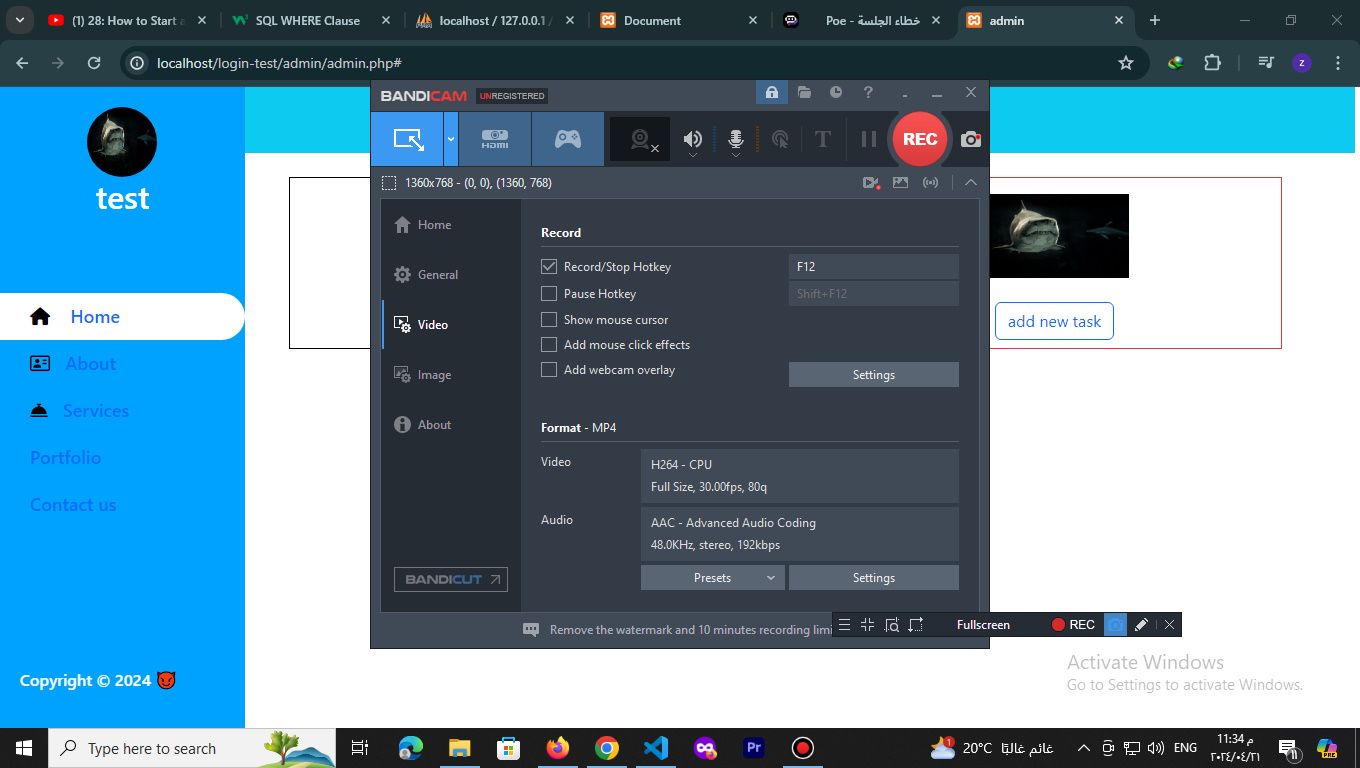 (1) 28: How to Start a
SQL WHERE Clause
localhost / 127.0.0.1 /
Document
خطاء الجلسة - Poe
admin
localhost/login-test/admin/admin.php#
z
test
Home
About
Services
Portfolio
Contact us
Copyright © 2024 😈
add new task
BANDICAM UNREGISTERED
HDMI
T
REC
1360x768 - (0, 0), (1360, 768)
Home
General
Video
Image
About
BANDICUT
Record
Record/Stop Hotkey F12
Pause Hotkey Shift+F12
Show mouse cursor
Add mouse click effects
Add webcam overlay
Settings
Format - MP4
Video
H264 - CPU
Full Size, 30.00fps, 80q
Audio
AAC - Advanced Audio Coding
48.0KHz, stereo, 192kbps
Presets
Settings
Remove the watermark and 10 minutes recording limi
Fullscreen
REC
Activate Windows
Go to Settings to activate Windows.
Type here to search
Pr
1
20°C غائم غالبًا
ENG
11:34 م
٢٠٢٤/٠٤/٢١
11
PRE